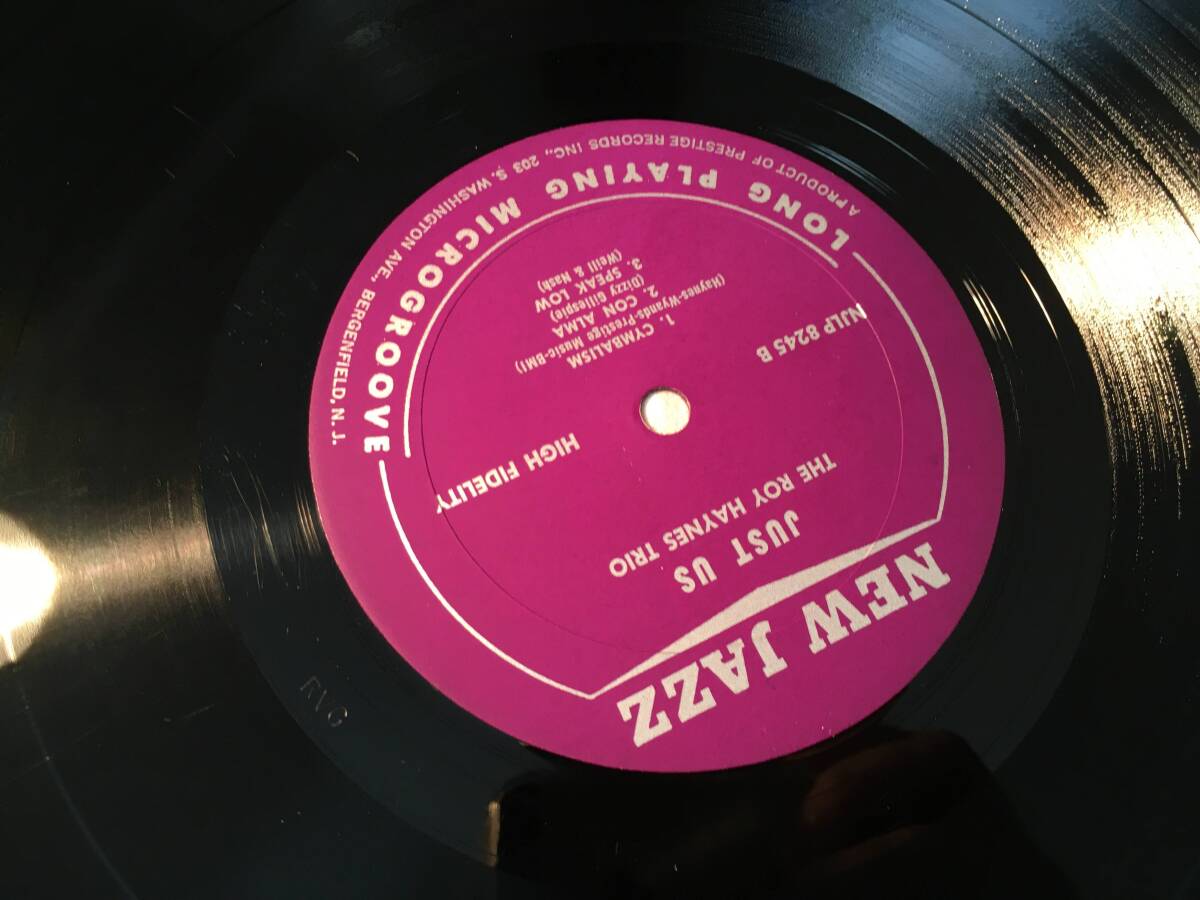 NEW JAZZ
JUST US
THE ROY HAYNES TRIO
HIGH FIDELITY
NJLP 8245 B
1. CYMBALISM
(Haynes-Wyands-Prestige Music-BMI)
2. CON ALMA
(Dizzy Gillespie)
3. SPEAK LOW
(Weill & Nash)
LONG PLAYING MICROGROOVE
A PRODUCT OF PRESTIGE RECORDS INC., 203 S. WASHINGTON AVE., BERGENFIELD, N. J.
RVG